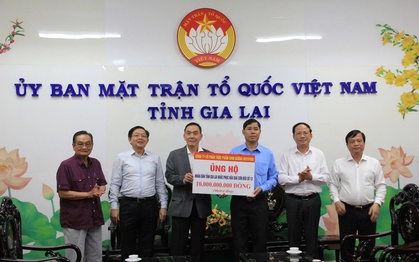 MẶT TRẬN TỔ QUỐC
VIỆT NAM
ỦY BAN MẶT TRẬN TỔ QUỐC VIỆT NAM
TỈNH GIA LAI
ỦNG HỘ
10.000.000.000 ĐỒNG